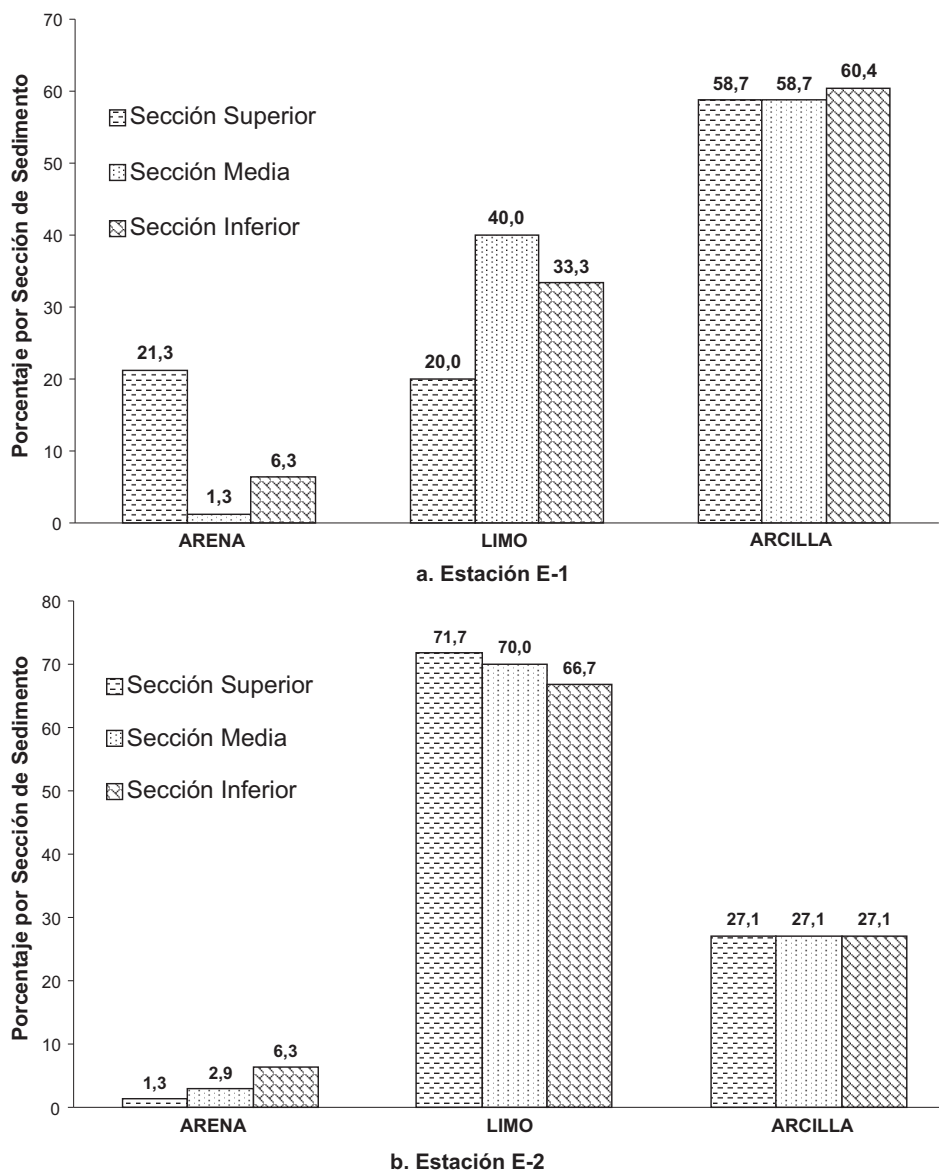 Porcentaje por Sección de Sedimento
70
60
50
40
30
20
10
0
Sección Superior
Sección Media
Sección Inferior
21,3
1,3
6,3
20,0
40,0
33,3
58,7
58,7
60,4
ARENA
LIMO
ARCILLA
a. Estación E-1
Porcentaje por Sección de Sedimento
80
70
60
50
40
30
20
10
0
Sección Superior
Sección Media
Sección Inferior
1,3
2,9
6,3
71,7
70,0
66,7
27,1
27,1
27,1
ARENA
LIMO
ARCILLA
b. Estación E-2